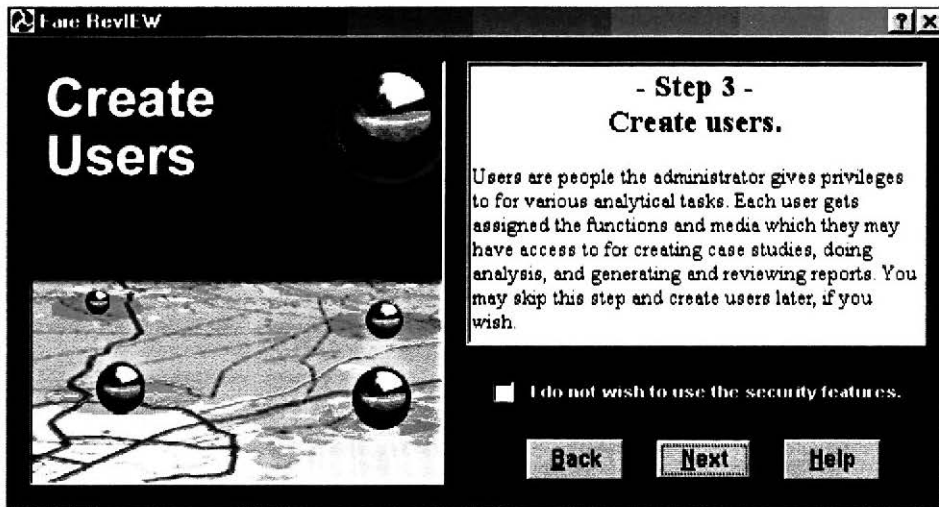 Fare RevIEW
Create
Users
- Step 3 -
Create users.
Users are people the administrator gives privileges
to for various analytical tasks. Each user gets
assigned the functions and media which they may
have access to for creating case studies, doing
analysis, and generating and reviewing reports. You
may skip this step and create users later, if you
wish.
I do not wish to use the security features.
Back
Next
Help